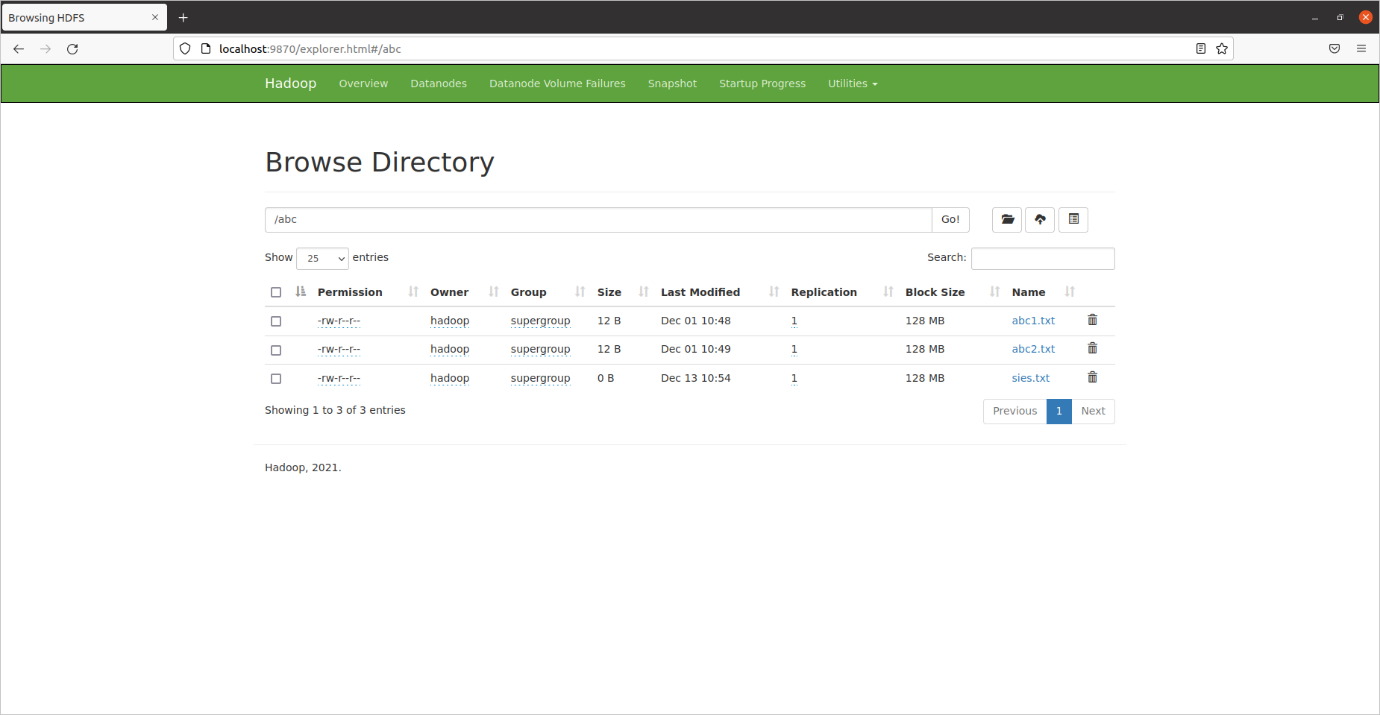 Browsing HDFS
localhost:9870/explorer.html#/abc
Hadoop Overview Datanodes Datanode Volume Failures Snapshot Startup Progress Utilities
Browse Directory
/abc Go!
Show 25 entries Search:
Permission Owner Group Size Last Modified Replication Block Size Name
-rw-r--r-- hadoop supergroup 12 B Dec 01 10:48 1 128 MB abc1.txt
-rw-r--r-- hadoop supergroup 12 B Dec 01 10:49 1 128 MB abc2.txt
-rw-r--r-- hadoop supergroup 0 B Dec 13 10:54 1 128 MB sies.txt
Showing 1 to 3 of 3 entries Previous 1 Next
Hadoop, 2021.